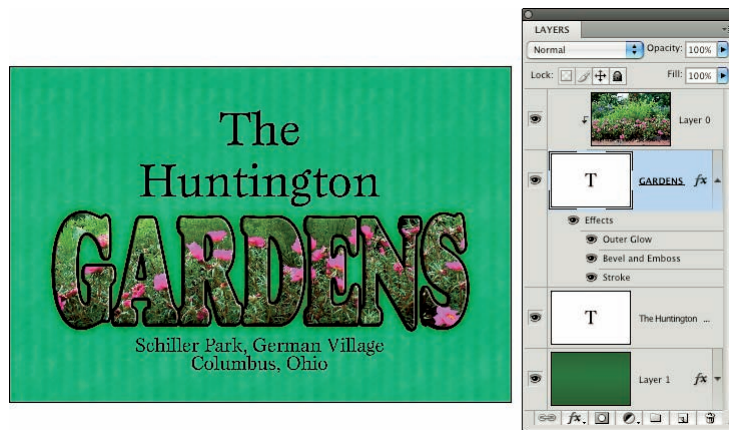 The
Huntington
GARDENS
Schiller Park, German Village
Columbus, Ohio
LAYERS
Normal Opacity: 100%
Lock: Fill: 100%
Layer 0
T GARDENS fx
Effects
Outer Glow
Bevel and Emboss
Stroke
T The Huntington ...
Layer 1 fx
fx.